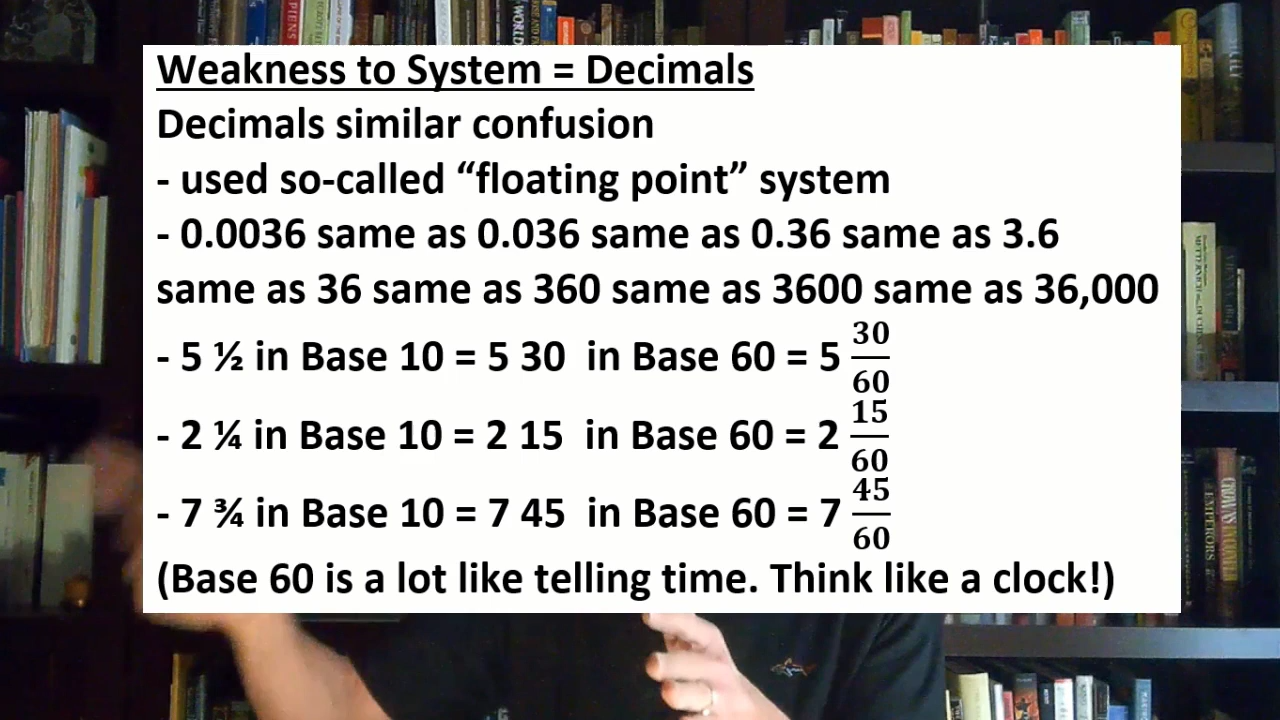 Weakness to System = Decimals
Decimals similar confusion
- used so-called “floating point” system
- 0.0036 same as 0.036 same as 0.36 same as 3.6
same as 36 same as 360 same as 3600 same as 36,000
- 5 ½ in Base 10 = 5 30 in Base 60 = 5 30/60
- 2 ¼ in Base 10 = 2 15 in Base 60 = 2 15/60
- 7 ¾ in Base 10 = 7 45 in Base 60 = 7 45/60
(Base 60 is a lot like telling time. Think like a clock!)
SAPIENS
WORLD
SICILY
EMPERORS